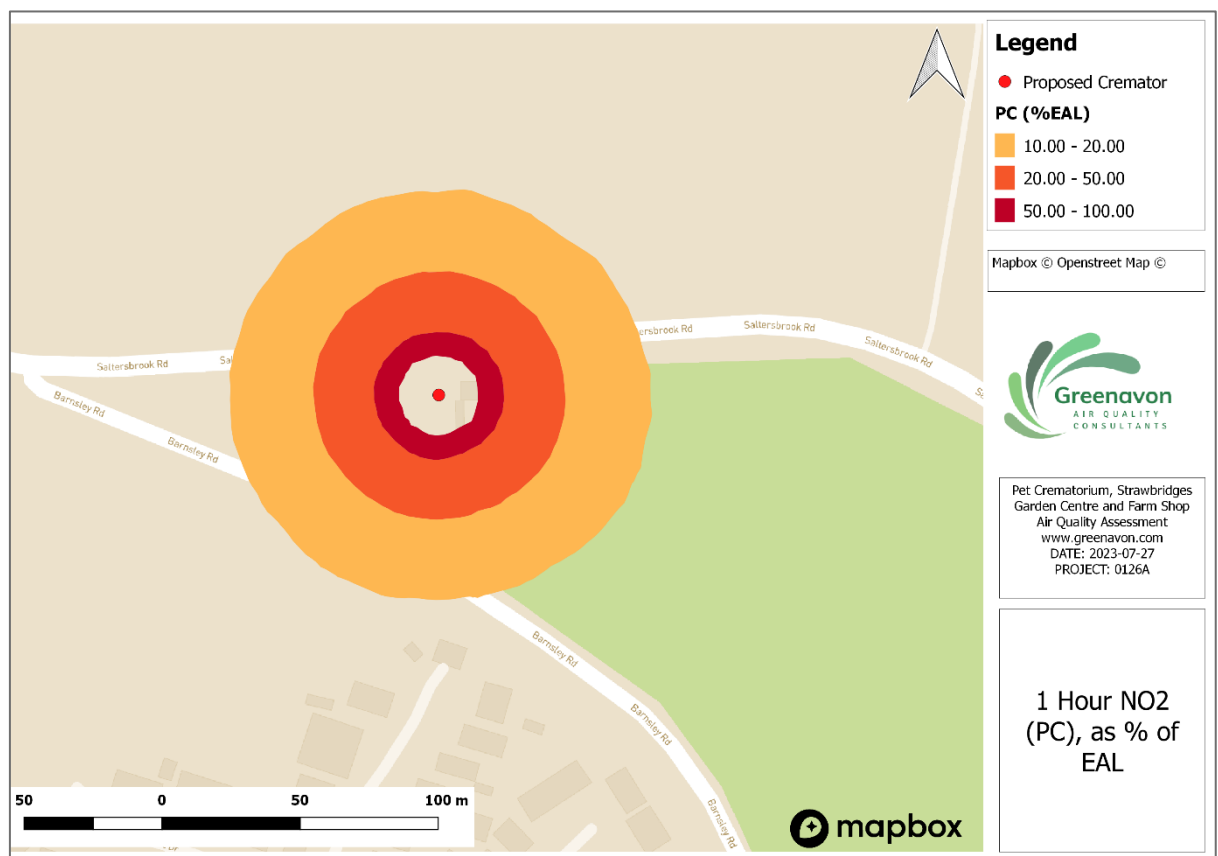 Legend
Proposed Cremator
PC (%EAL)
10.00 - 20.00
20.00 - 50.00
50.00 - 100.00
Mapbox © Openstreet Map ©
Greenavon
AIR QUALITY
CONSULTANTS
Pet Crematorium, Strawbridges
Garden Centre and Farm Shop
Air Quality Assessment
www.greenavon.com
DATE: 2023-07-27
PROJECT: 0126A
1 Hour NO2
(PC), as % of
EAL
Saltersbrook Rd
Sal
ersbrook Rd
Saltersbrook Rd
Saltersbrook Rd
Sa
Barnsley Rd
Barnsley Rd
Barnsley Rd
Barnsley Rd
Barnsley Rd
50 0 50 100 m
mapbox